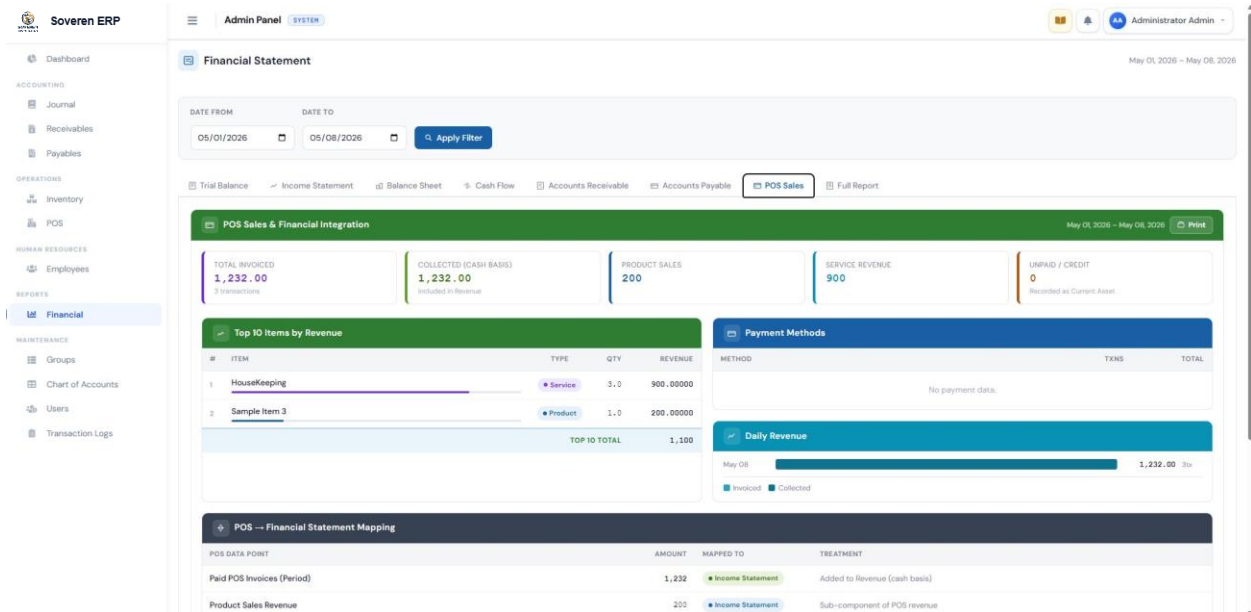 Soveren ERP
Admin Panel SYSTEM
AA Administrator Admin
Dashboard
ACCOUNTING
Journal
Receivables
Payables
OPERATIONS
Inventory
POS
HUMAN RESOURCES
Employees
REPORTS
Financial
MAINTENANCE
Groups
Chart of Accounts
Users
Transaction Logs
Financial Statement
May 01, 2026 – May 08, 2026
DATE FROM DATE TO
05/01/2026 05/08/2026 Apply Filter
Trial Balance Income Statement Balance Sheet Cash Flow Accounts Receivable Accounts Payable POS Sales Full Report
POS Sales & Financial Integration May 01, 2026 – May 08, 2026 Print
TOTAL INVOICED
1,232.00
3 transactions
COLLECTED (CASH BASIS)
1,232.00
Included in Revenue
PRODUCT SALES
200
SERVICE REVENUE
900
UNPAID / CREDIT
0
Recorded as Current Asset
Top 10 Items by Revenue
# ITEM TYPE QTY REVENUE
1 HouseKeeping Service 3.0 900.00000
2 Sample Item 3 Product 1.0 200.00000
TOP 10 TOTAL 1,100
Payment Methods
METHOD TXNS TOTAL
No payment data.
Daily Revenue
May 08 1,232.00 3tx
Invoiced Collected
POS → Financial Statement Mapping
POS DATA POINT AMOUNT MAPPED TO TREATMENT
Paid POS Invoices (Period) 1,232 Income Statement Added to Revenue (cash basis)
Product Sales Revenue 200 Income Statement Sub-component of POS revenue